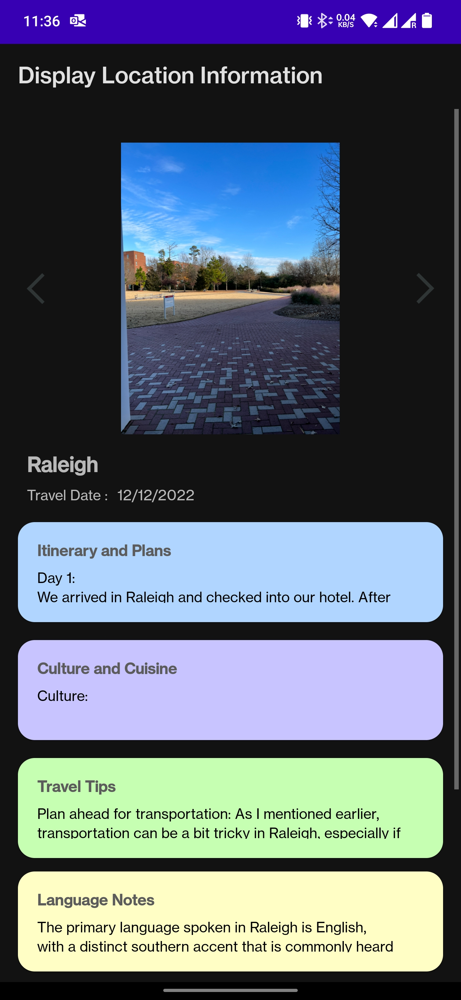 11:36
0.04
KB/S
R
Display Location Information
Raleigh
Travel Date : 12/12/2022
Itinerary and Plans
Day 1:
We arrived in Raleigh and checked into our hotel. After
Culture and Cuisine
Culture:
Travel Tips
Plan ahead for transportation: As I mentioned earlier,
transportation can be a bit tricky in Raleigh, especially if
Language Notes
The primary language spoken in Raleigh is English,
with a distinct southern accent that is commonly heard